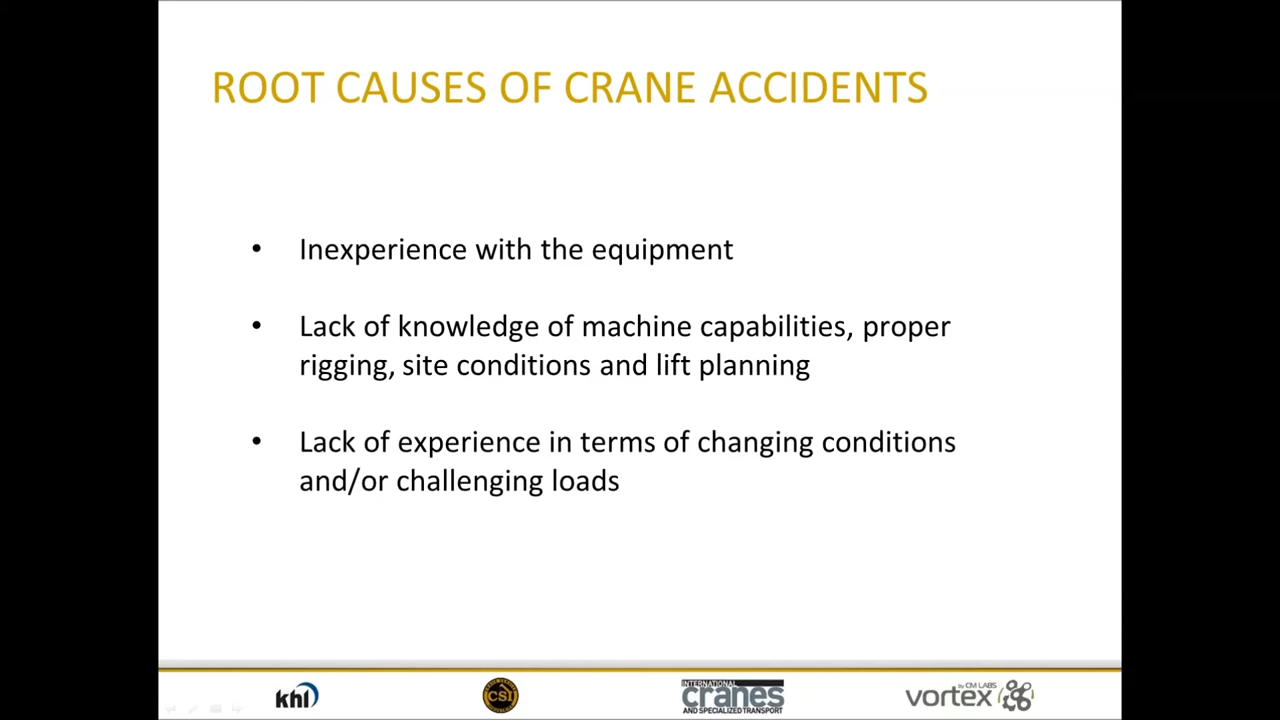 ROOT CAUSES OF CRANE ACCIDENTS
• Inexperience with the equipment
• Lack of knowledge of machine capabilities, proper
rigging, site conditions and lift planning
• Lack of experience in terms of changing conditions
and/or challenging loads
khl
CSI
INTERNATIONAL
cranes
AND SPECIALIZED TRANSPORT
by CM LABS
vortex